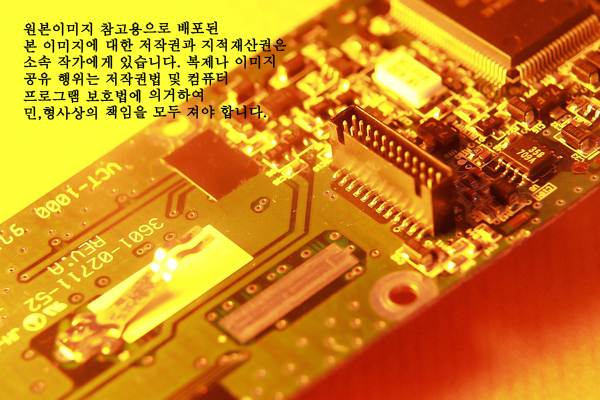 원본이미지 참고용으로 배포된
본 이미지에 대한 저작권과 지적재산권은
소속 작가에게 있습니다. 복제나 이미지
공유 행위는 저작권법 및 컴퓨터
프로그램 보호법에 의거하여
민,형사상의 책임을 모두 져야 합니다.
UCT-1000
3601-02711-52
REV.A